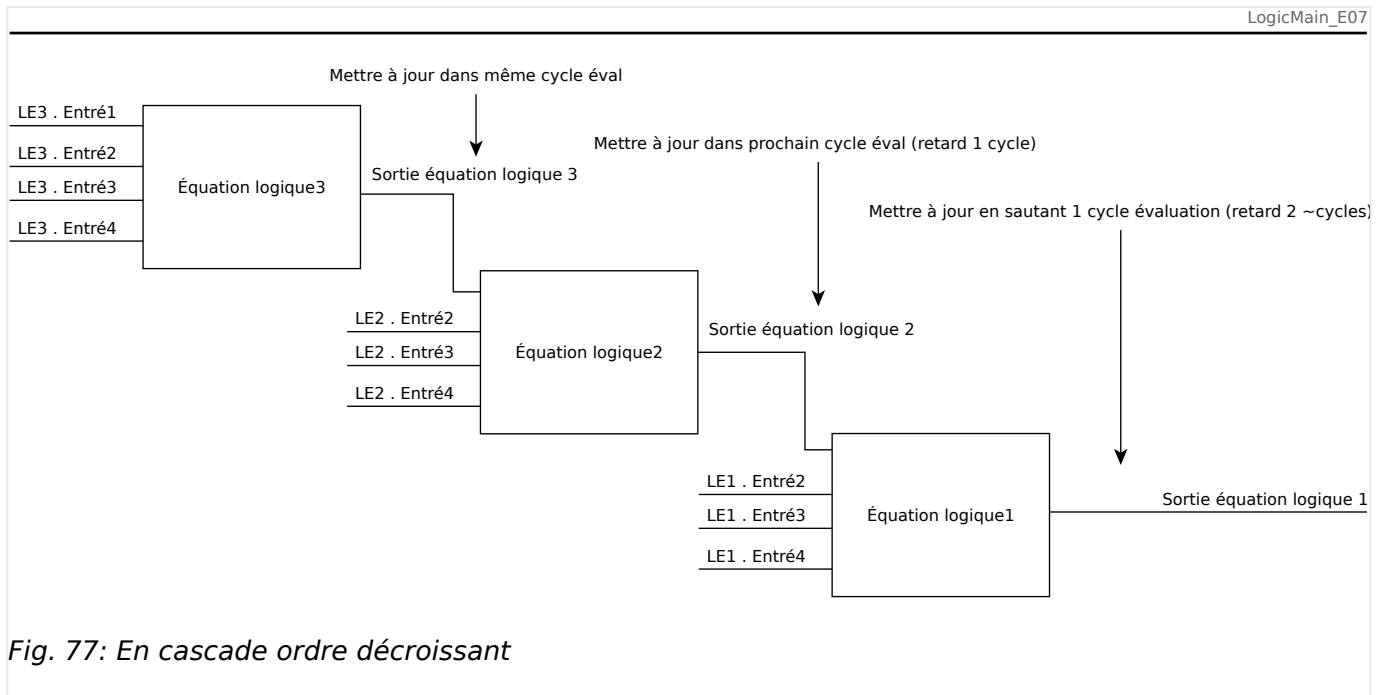 LogicMain_E07
Mettre à jour dans même cycle éval
LE3 . Entré1
LE3 . Entré2
LE3 . Entré3
LE3 . Entré4
Équation logique3
Sortie équation logique 3
Mettre à jour dans prochain cycle éval (retard 1 cycle)
Mettre à jour en sautant 1 cycle évaluation (retard 2 ~cycles)
LE2 . Entré2
LE2 . Entré3
LE2 . Entré4
Équation logique2
Sortie équation logique 2
LE1 . Entré2
LE1 . Entré3
LE1 . Entré4
Équation logique1
Sortie équation logique 1
Fig. 77: En cascade ordre décroissant